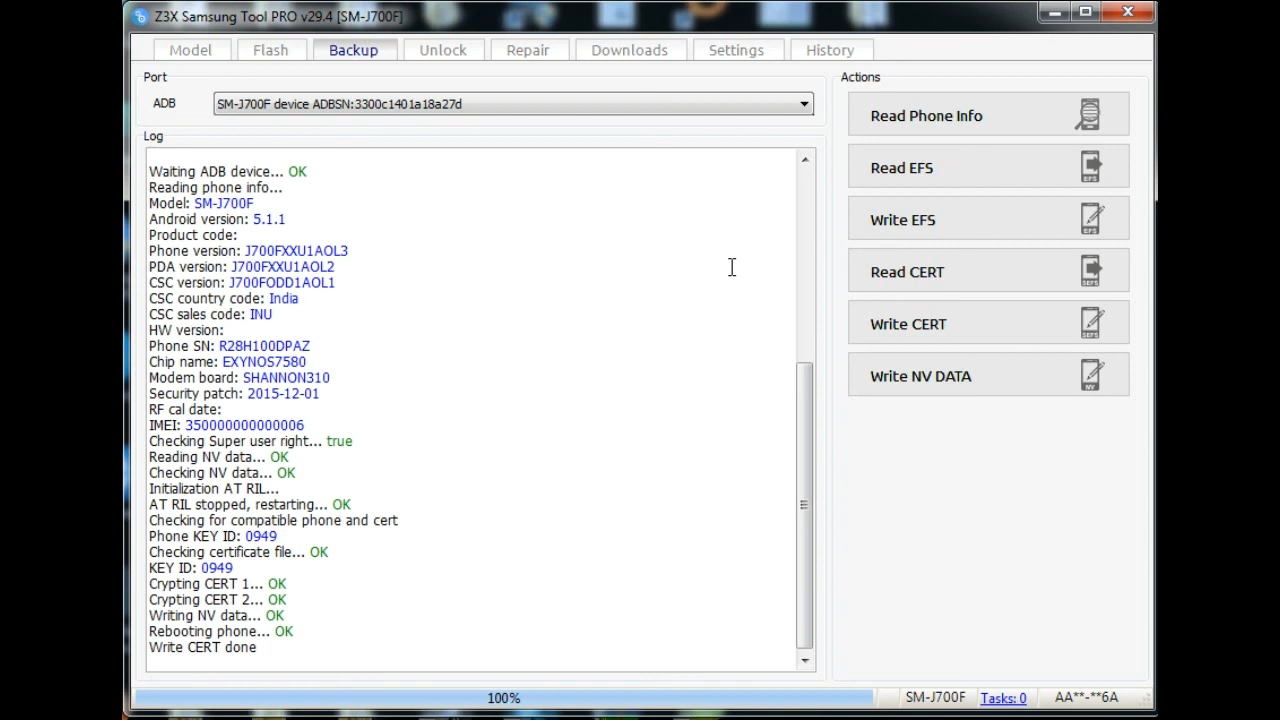 Z3X Samsung Tool PRO v29.4 [SM-J700F]
Model Flash Backup Unlock Repair Downloads Settings History
Port
ADB SM-J700F device ADBSN:3300c1401a18a27d
Log
Waiting ADB device... OK
Reading phone info...
Model: SM-J700F
Android version: 5.1.1
Product code:
Phone version: J700FXXU1AOL3
PDA version: J700FXXU1AOL2
CSC version: J700FODD1AOL1
CSC country code: India
CSC sales code: INU
HW version:
Phone SN: R28H100DPAZ
Chip name: EXYNOS7580
Modem board: SHANNON310
Security patch: 2015-12-01
RF cal date:
IMEI: 350000000000006
Checking Super user right... true
Reading NV data... OK
Checking NV data... OK
Initialization AT RIL...
AT RIL stopped, restarting... OK
Checking for compatible phone and cert
Phone KEY ID: 0949
Checking certificate file... OK
KEY ID: 0949
Crypting CERT 1... OK
Crypting CERT 2... OK
Writing NV data... OK
Rebooting phone... OK
Write CERT done
Actions
Read Phone Info
Read EFS
EFS
Write EFS
EFS
Read CERT
SEFS
Write CERT
SEFS
Write NV DATA
NV
100% SM-J700F Tasks: 0 AA**-**6A